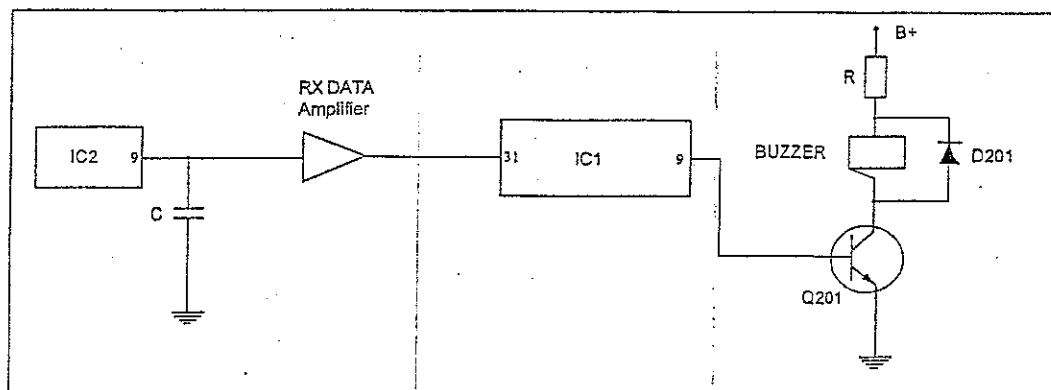 B+
R
RX DATA
Amplifier
IC2
9
31
IC1
9
BUZZER
D201
C
Q201